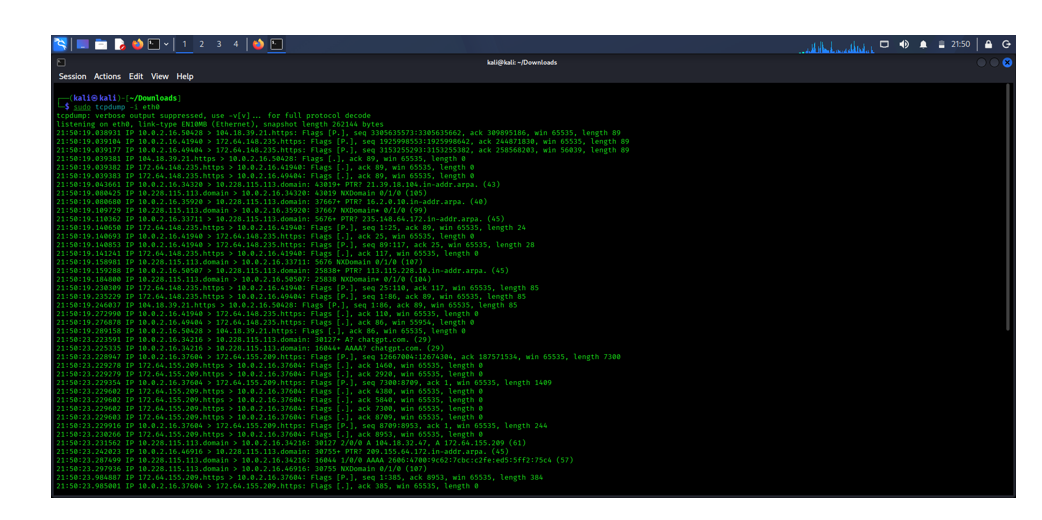 1 2 3 4
21:50
kali@kali: ~/Downloads
Session Actions Edit View Help
(kali㉿kali)-[~/Downloads]
$ sudo tcpdump -i eth0
tcpdump: verbose output suppressed, use -v[v]... for full protocol decode
listening on eth0, link-type EN10MB (Ethernet), snapshot length 262144 bytes
21:50:19.038931 IP 10.0.2.16.50428 > 104.18.39.21.https: Flags [P.], seq 3305635573:3305635662, ack 309895186, win 65535, length 89
21:50:19.039104 IP 10.0.2.16.41940 > 172.64.148.235.https: Flags [P.], seq 1925998553:1925998642, ack 244871830, win 65535, length 89
21:50:19.039177 IP 10.0.2.16.49404 > 172.64.148.235.https: Flags [P.], seq 3153255293:3153255382, ack 258568203, win 56039, length 89
21:50:19.039381 IP 104.18.39.21.https > 10.0.2.16.50428: Flags [.], ack 89, win 65535, length 0
21:50:19.039382 IP 172.64.148.235.https > 10.0.2.16.41940: Flags [.], ack 89, win 65535, length 0
21:50:19.039383 IP 172.64.148.235.https > 10.0.2.16.49404: Flags [.], ack 89, win 65535, length 0
21:50:19.043661 IP 10.0.2.16.34320 > 10.228.115.113.domain: 43019+ PTR? 21.39.18.104.in-addr.arpa. (43)
21:50:19.080425 IP 10.228.115.113.domain > 10.0.2.16.34320: 43019 NXDomain 0/1/0 (105)
21:50:19.080680 IP 10.0.2.16.35920 > 10.228.115.113.domain: 37667+ PTR? 16.2.0.10.in-addr.arpa. (40)
21:50:19.109729 IP 10.228.115.113.domain > 10.0.2.16.35920: 37667 NXDomain* 0/1/0 (99)
21:50:19.110362 IP 10.0.2.16.33711 > 10.228.115.113.domain: 5676+ PTR? 235.148.64.172.in-addr.arpa. (45)
21:50:19.140650 IP 172.64.148.235.https > 10.0.2.16.41940: Flags [P.], seq 1:25, ack 89, win 65535, length 24
21:50:19.140693 IP 10.0.2.16.41940 > 172.64.148.235.https: Flags [.], ack 25, win 65535, length 0
21:50:19.140853 IP 10.0.2.16.41940 > 172.64.148.235.https: Flags [P.], seq 89:117, ack 25, win 65535, length 28
21:50:19.141241 IP 172.64.148.235.https > 10.0.2.16.41940: Flags [.], ack 117, win 65535, length 0
21:50:19.158981 IP 10.228.115.113.domain > 10.0.2.16.33711: 5676 NXDomain 0/1/0 (107)
21:50:19.159288 IP 10.0.2.16.50507 > 10.228.115.113.domain: 25838+ PTR? 113.115.228.10.in-addr.arpa. (45)
21:50:19.184800 IP 10.228.115.113.domain > 10.0.2.16.50507: 25838 NXDomain* 0/1/0 (104)
21:50:19.230309 IP 172.64.148.235.https > 10.0.2.16.41940: Flags [P.], seq 25:110, ack 117, win 65535, length 85
21:50:19.235229 IP 172.64.148.235.https > 10.0.2.16.49404: Flags [P.], seq 1:86, ack 89, win 65535, length 85
21:50:19.246037 IP 104.18.39.21.https > 10.0.2.16.50428: Flags [P.], seq 1:86, ack 89, win 65535, length 85
21:50:19.272990 IP 10.0.2.16.41940 > 172.64.148.235.https: Flags [.], ack 110, win 65535, length 0
21:50:19.276878 IP 10.0.2.16.49404 > 172.64.148.235.https: Flags [.], ack 86, win 55954, length 0
21:50:19.289158 IP 10.0.2.16.50428 > 104.18.39.21.https: Flags [.], ack 86, win 65535, length 0
21:50:23.223591 IP 10.0.2.16.34216 > 10.228.115.113.domain: 30127+ A? chatgpt.com. (29)
21:50:23.225335 IP 10.0.2.16.34216 > 10.228.115.113.domain: 16044+ AAAA? chatgpt.com. (29)
21:50:23.228947 IP 10.0.2.16.37604 > 172.64.155.209.https: Flags [P.], seq 12667004:12674304, ack 187571534, win 65535, length 7300
21:50:23.229278 IP 172.64.155.209.https > 10.0.2.16.37604: Flags [.], ack 1460, win 65535, length 0
21:50:23.229279 IP 172.64.155.209.https > 10.0.2.16.37604: Flags [.], ack 2920, win 65535, length 0
21:50:23.229354 IP 10.0.2.16.37604 > 172.64.155.209.https: Flags [P.], seq 7300:8709, ack 1, win 65535, length 1409
21:50:23.229602 IP 172.64.155.209.https > 10.0.2.16.37604: Flags [.], ack 4380, win 65535, length 0
21:50:23.229602 IP 172.64.155.209.https > 10.0.2.16.37604: Flags [.], ack 5840, win 65535, length 0
21:50:23.229602 IP 172.64.155.209.https > 10.0.2.16.37604: Flags [.], ack 7300, win 65535, length 0
21:50:23.229603 IP 172.64.155.209.https > 10.0.2.16.37604: Flags [.], ack 8709, win 65535, length 0
21:50:23.229916 IP 10.0.2.16.37604 > 172.64.155.209.https: Flags [P.], seq 8709:8953, ack 1, win 65535, length 244
21:50:23.230266 IP 172.64.155.209.https > 10.0.2.16.37604: Flags [.], ack 8953, win 65535, length 0
21:50:23.231562 IP 10.228.115.113.domain > 10.0.2.16.34216: 30127 2/0/0 A 104.18.32.47, A 172.64.155.209 (61)
21:50:23.242023 IP 10.0.2.16.46916 > 10.228.115.113.domain: 30755+ PTR? 209.155.64.172.in-addr.arpa. (45)
21:50:23.287499 IP 10.228.115.113.domain > 10.0.2.16.34216: 16044 1/0/0 AAAA 2606:4700:9c62:7cbc:c2fe:ed5:5ff2:75c4 (57)
21:50:23.297936 IP 10.228.115.113.domain > 10.0.2.16.46916: 30755 NXDomain 0/1/0 (107)
21:50:23.984887 IP 172.64.155.209.https > 10.0.2.16.37604: Flags [P.], seq 1:385, ack 8953, win 65535, length 384
21:50:23.985001 IP 10.0.2.16.37604 > 172.64.155.209.https: Flags [.], ack 385, win 65535, length 0